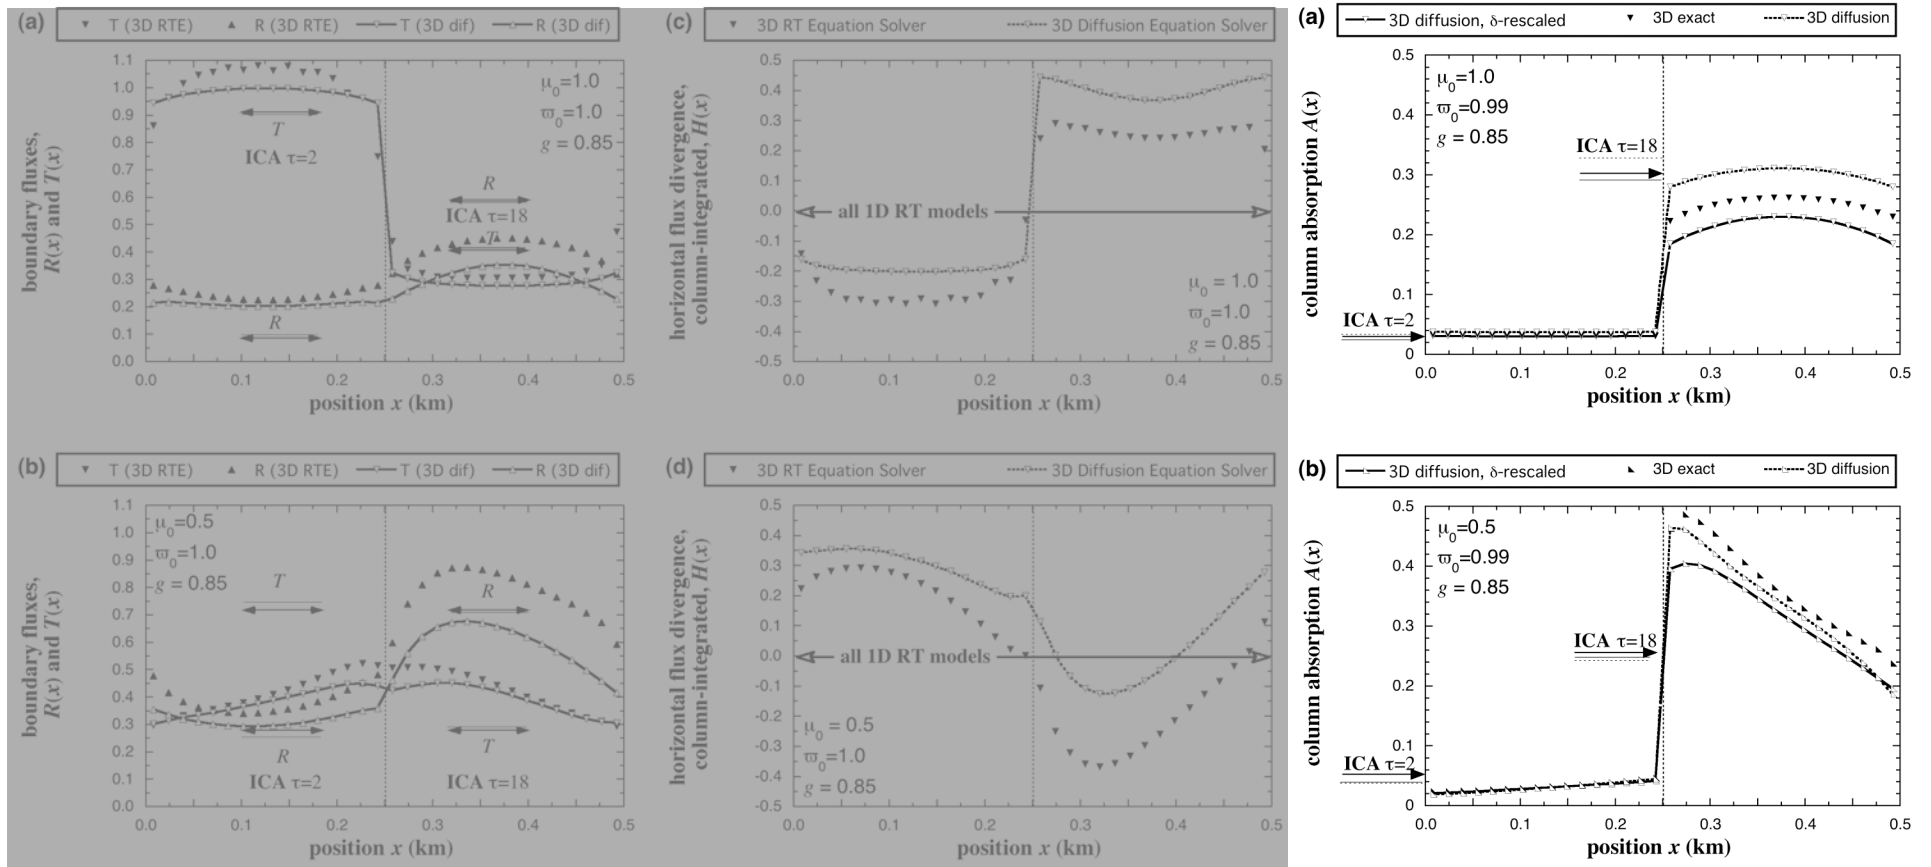 (a)
T (3D RTE)
R (3D RTE)
T (3D dif)
R (3D dif)
boundary fluxes,
R(x) and T(x)
1.1
1.0
0.9
0.8
0.7
0.6
0.5
0.4
0.3
0.2
0.1
0.0
μ0=1.0
ϖ0=1.0
g = 0.85
T
ICA τ=2
R
ICA τ=18
T
R
0.0 0.1 0.2 0.3 0.4 0.5
position x (km)
(c)
3D RT Equation Solver
3D Diffusion Equation Solver
horizontal flux divergence,
column-integrated, H(x)
0.5
0.4
0.3
0.2
0.1
0.0
-0.1
-0.2
-0.3
-0.4
-0.5
all 1D RT models
μ0 = 1.0
ϖ0=1.0
g = 0.85
0.0 0.1 0.2 0.3 0.4 0.5
position x (km)
(a)
3D diffusion, δ-rescaled
3D exact
3D diffusion
column absorption A(x)
0.5
0.4
0.3
0.2
0.1
0
μ0=1.0
ϖ0=0.99
g = 0.85
ICA τ=18
ICA τ=2
0.0 0.1 0.2 0.3 0.4 0.5
position x (km)
(b)
T (3D RTE)
R (3D RTE)
T (3D dif)
R (3D dif)
boundary fluxes,
R(x) and T(x)
1.1
1.0
0.9
0.8
0.7
0.6
0.5
0.4
0.3
0.2
0.1
0.0
μ0=0.5
ϖ0=1.0
g = 0.85
T
R
R
T
ICA τ=2
ICA τ=18
0.0 0.1 0.2 0.3 0.4 0.5
position x (km)
(d)
3D RT Equation Solver
3D Diffusion Equation Solver
horizontal flux divergence,
column-integrated, H(x)
0.5
0.4
0.3
0.2
0.1
0.0
-0.1
-0.2
-0.3
-0.4
-0.5
all 1D RT models
μ0 = 0.5
ϖ0=1.0
g = 0.85
0.0 0.1 0.2 0.3 0.4 0.5
position x (km)
(b)
3D diffusion, δ-rescaled
3D exact
3D diffusion
column absorption A(x)
0.5
0.4
0.3
0.2
0.1
0
μ0=0.5
ϖ0=0.99
g = 0.85
ICA τ=18
ICA τ=2
0.0 0.1 0.2 0.3 0.4 0.5
position x (km)